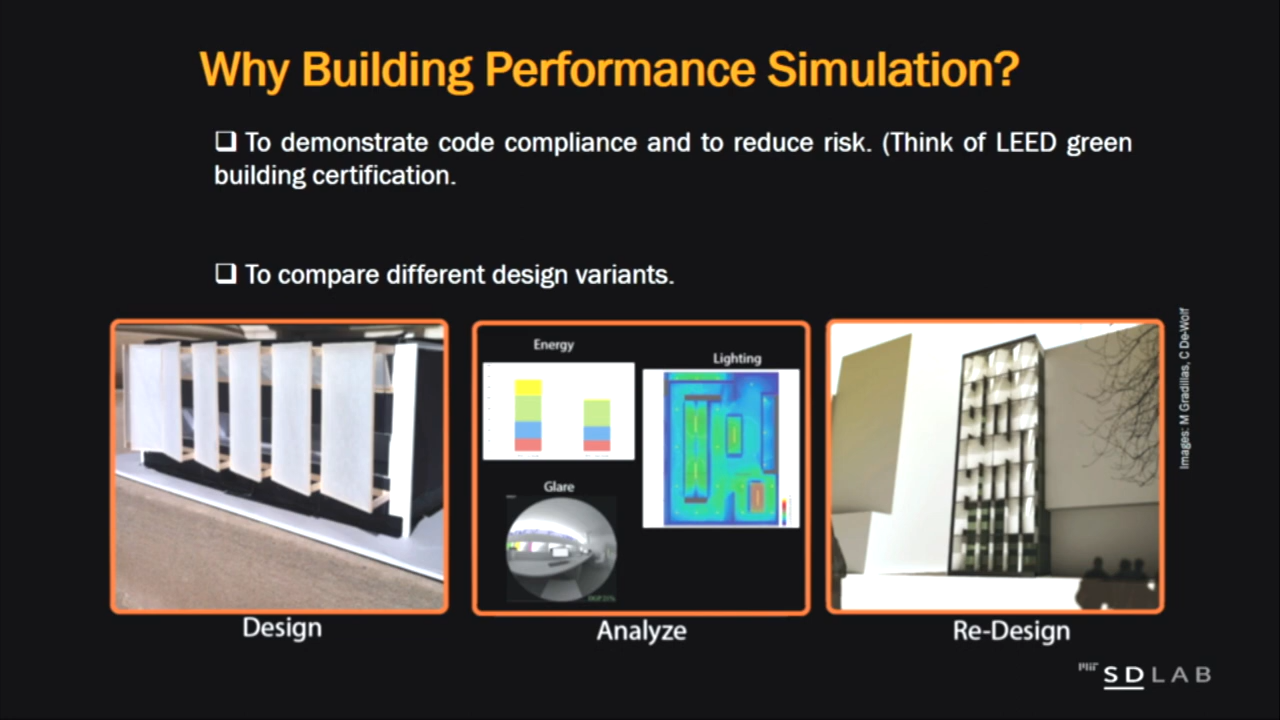 Why Building Performance Simulation?
❑ To demonstrate code compliance and to reduce risk. (Think of LEED green
building certification.
❑ To compare different design variants.
Energy
Lighting
Glare
Images: M Gradillas, C De-Wolf
Design
Analyze
Re-Design
MIT SDLAB